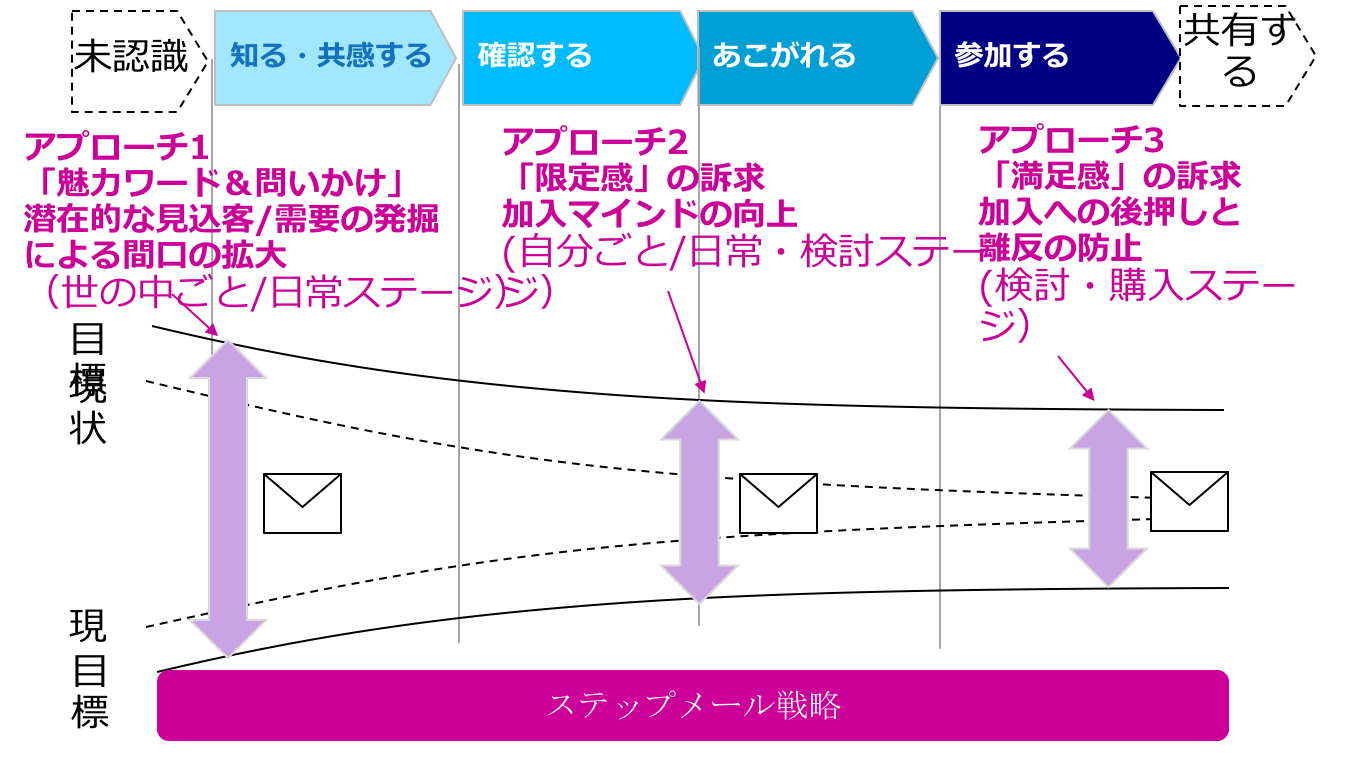 未認識
知る・共感する
確認する
あこがれる
参加する
共有す
る
アプローチ1
「魅力ワード＆問いかけ」
潜在的な見込客/需要の発掘
による間口の拡大
（世の中ごと/日常ステージ）
アプローチ2
「限定感」の訴求
加入マインドの向上
(自分ごと/日常・検討ステー
ジ）
アプローチ3
「満足感」の訴求
加入への後押しと
離反の防止
(検討・購入ステー
ジ）
目
標
現
状
現
目
標
ステップメール戦略